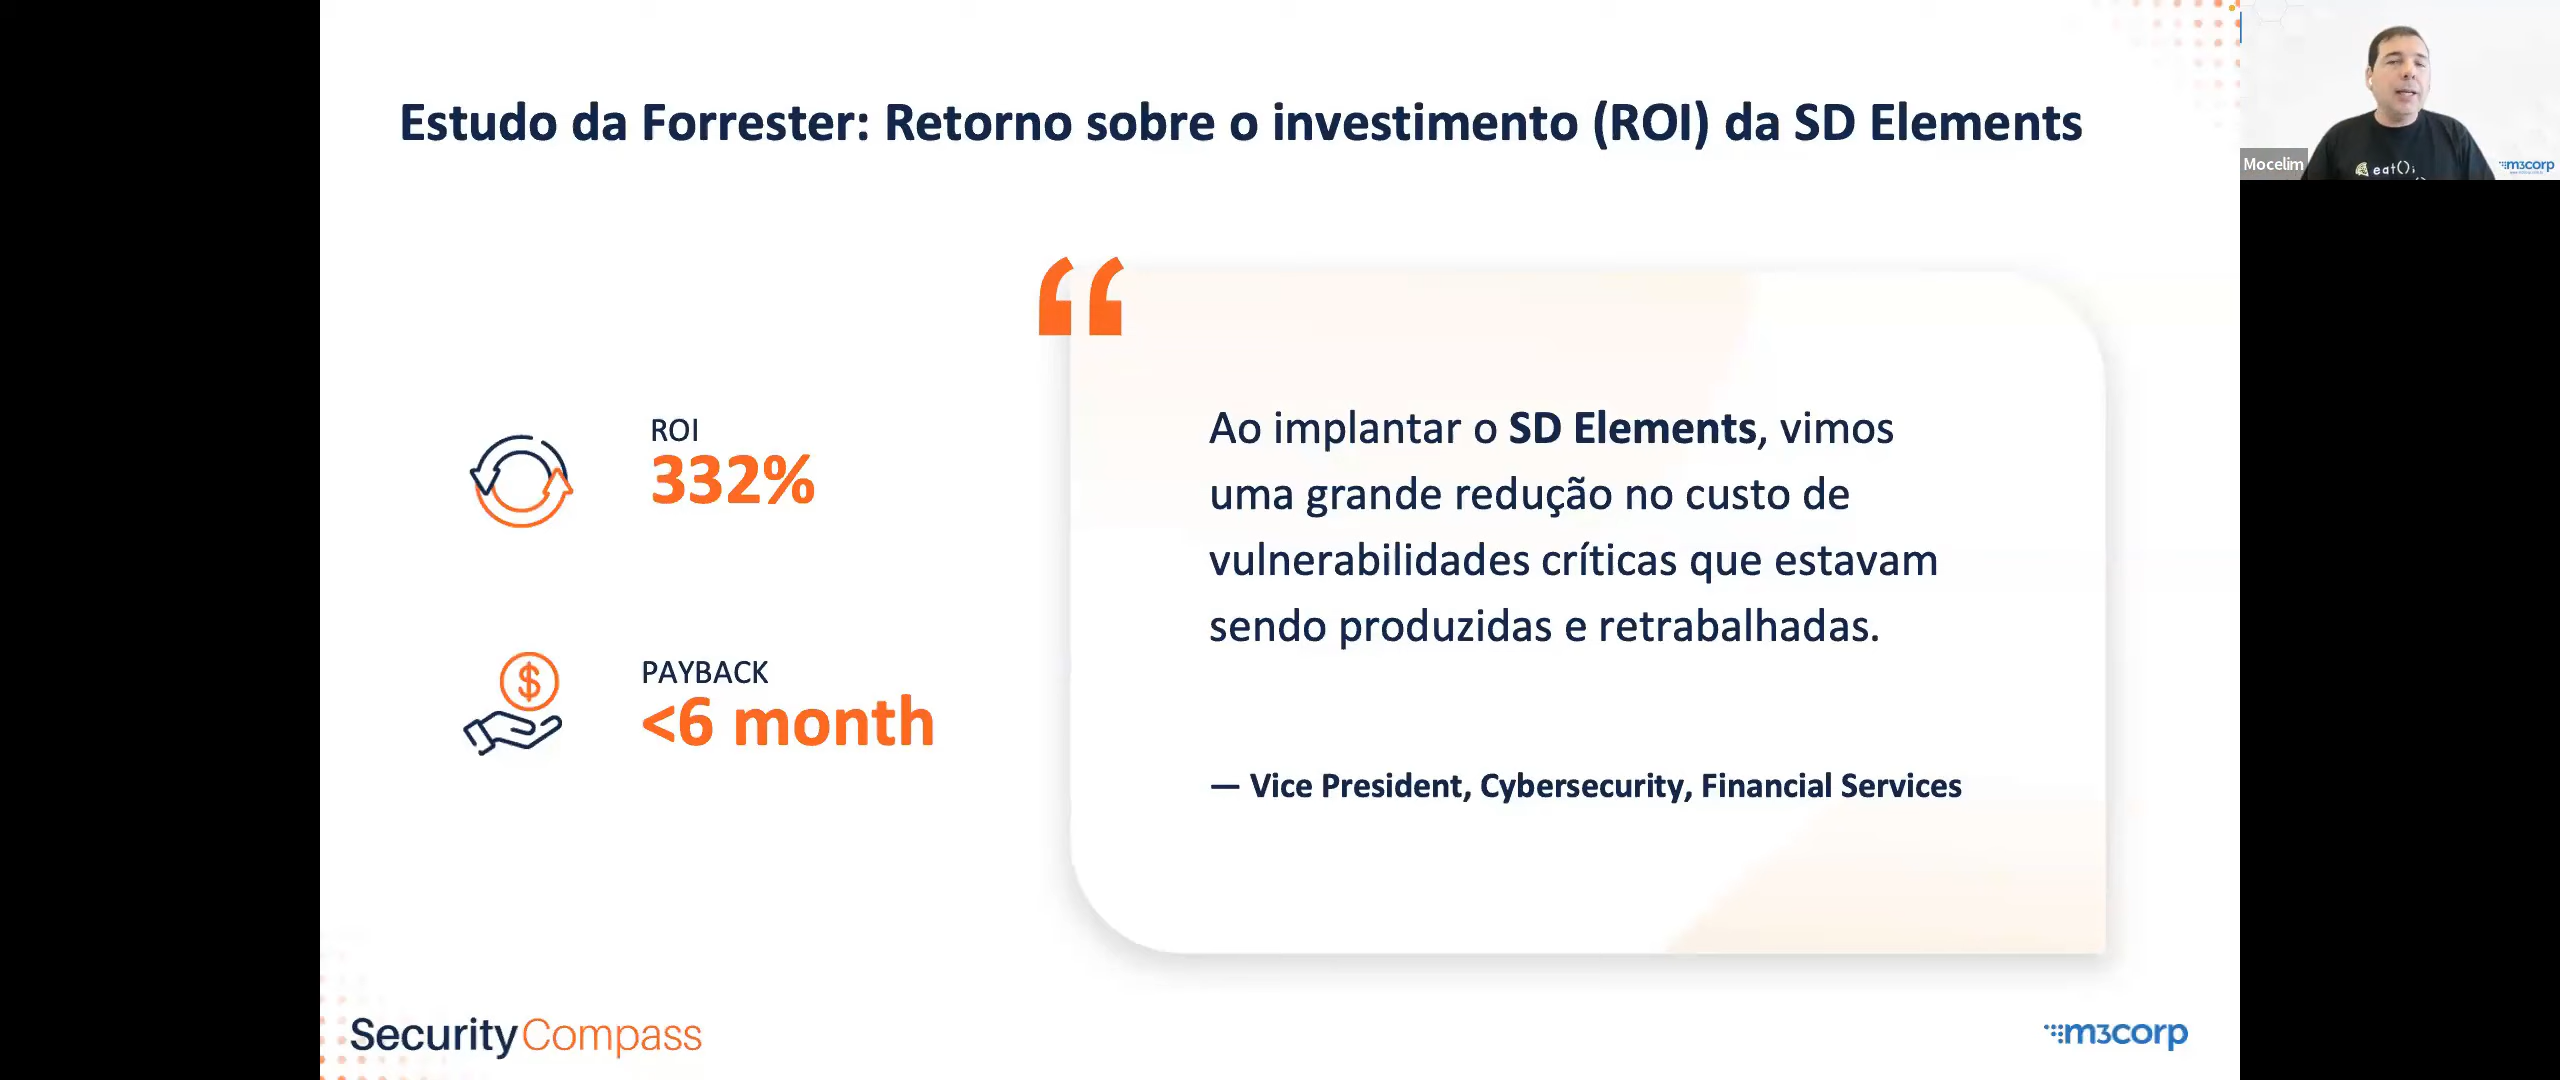 Estudo da Forrester: Retorno sobre o investimento (ROI) da SD Elements
Mocelim
eat();
m3corp
“
ROI
332%
PAYBACK
<6 month
Ao implantar o SD Elements, vimos
uma grande redução no custo de
vulnerabilidades críticas que estavam
sendo produzidas e retrabalhadas.
— Vice President, Cybersecurity, Financial Services
SecurityCompass
m3corp